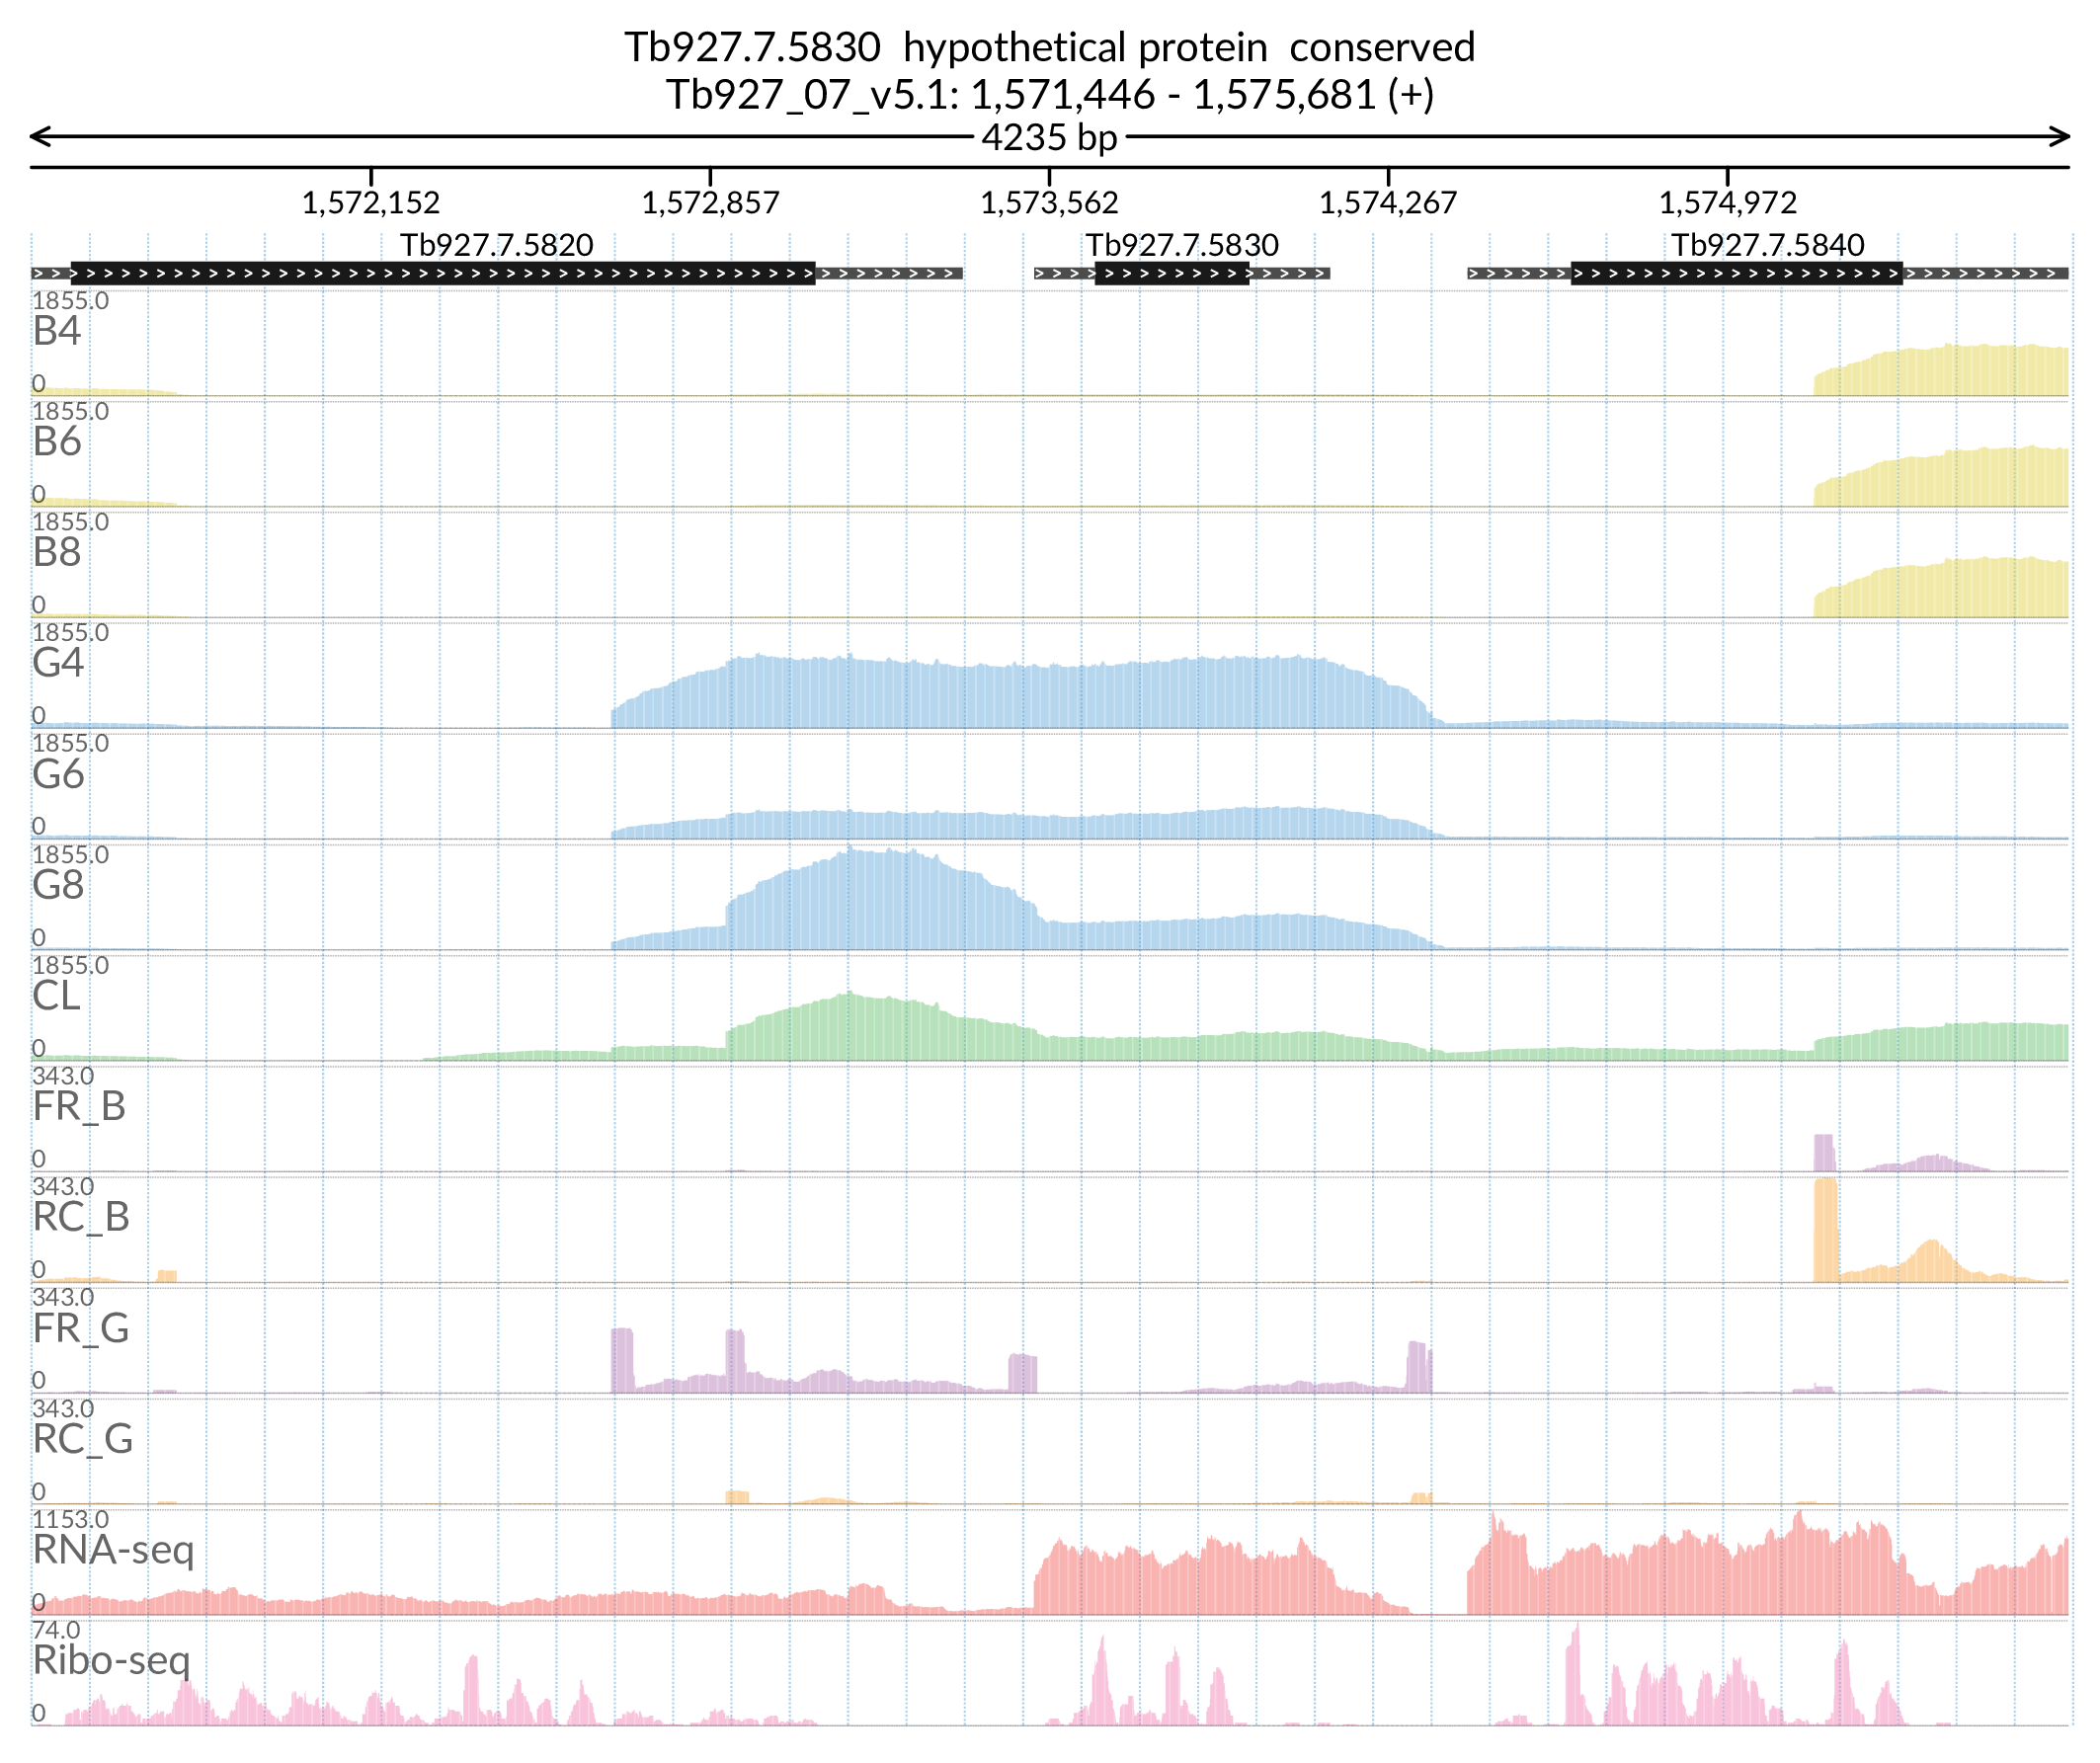 Tb927.7.5830 hypothetical protein conserved
Tb927_07_v5.1: 1,571,446 - 1,575,681 (+)
4235 bp
1,572,152 1,572,857 1,573,562 1,574,267 1,574,972
Tb927.7.5820 Tb927.7.5830 Tb927.7.5840
1855.0
B4
0
1855.0
B6
0
1855.0
B8
0
1855.0
G4
0
1855.0
G6
0
1855.0
G8
0
1855.0
CL
0
343.0
FR_B
0
343.0
RC_B
0
343.0
FR_G
0
343.0
RC_G
0
1153.0
RNA-seq
0
74.0
Ribo-seq
0